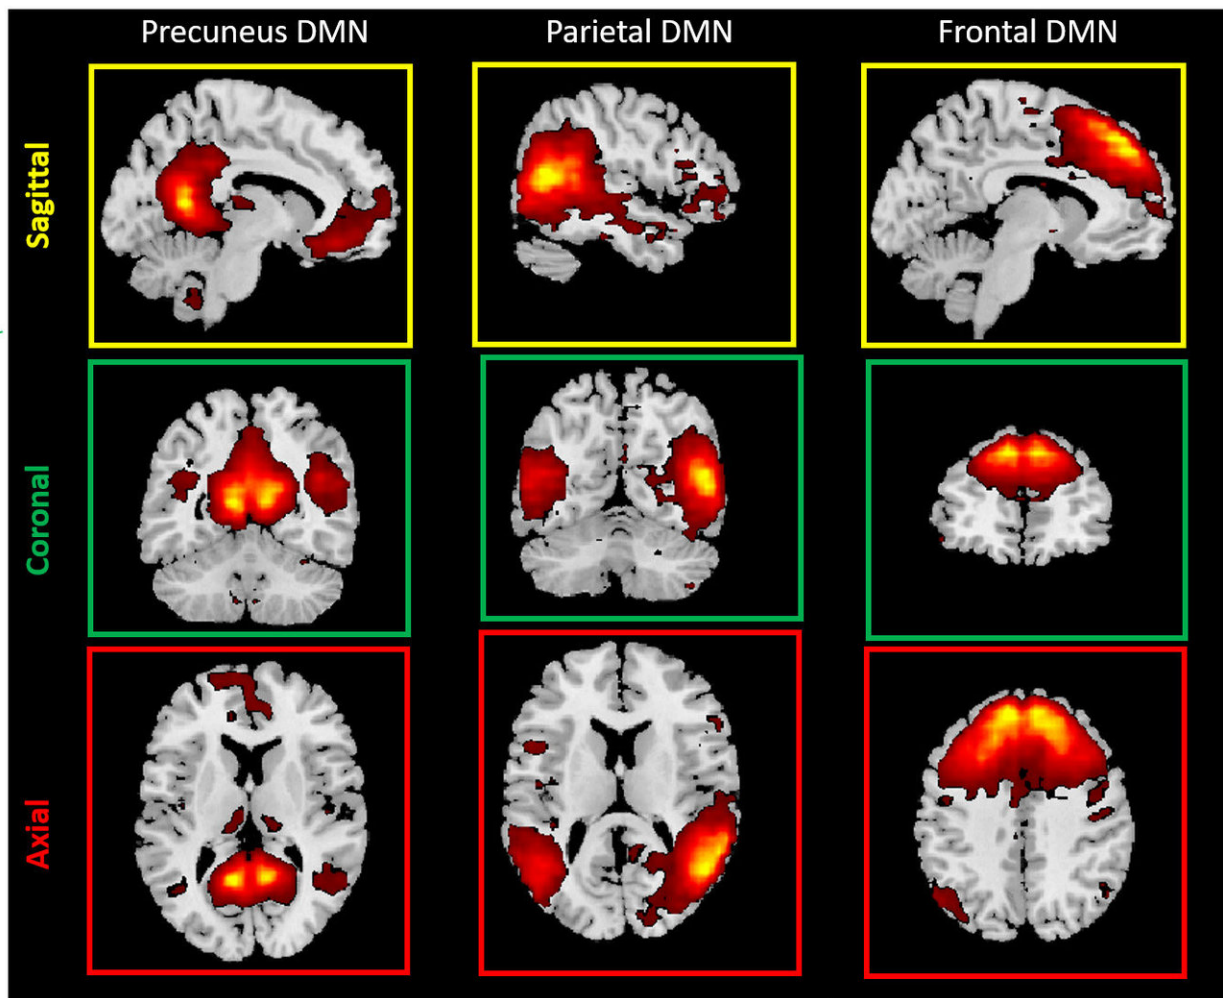 Precuneus DMN
Parietal DMN
Frontal DMN
Sagittal
Coronal
Axial